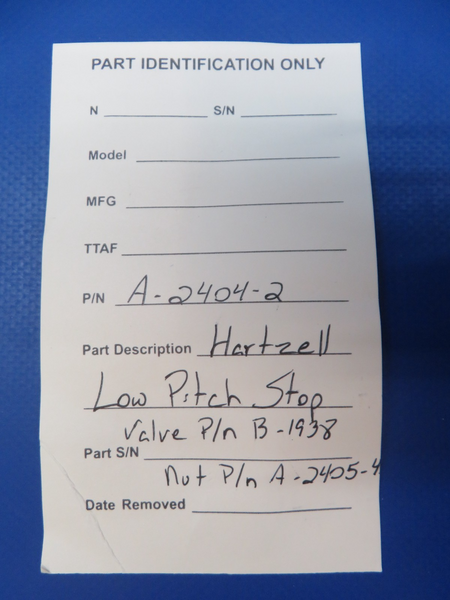 PART IDENTIFICATION ONLY
N S/N
Model
MFG
TTAF
P/N A-2404-2
Part Description Hartzell
Low Pitch Stop
Valve P/n B-1938
Part S/N
Nut P/n A-2405-4
Date Removed